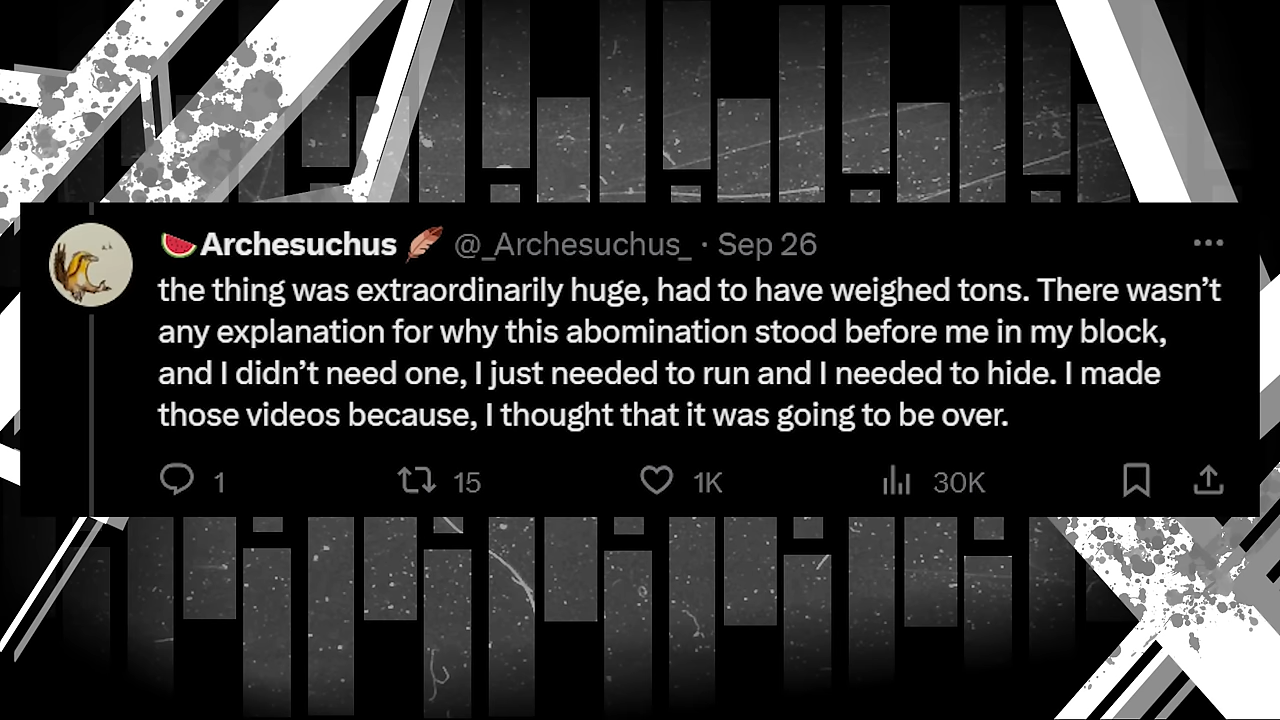 🍉Archesuchus 🪶 @_Archesuchus_ · Sep 26
the thing was extraordinarily huge, had to have weighed tons. There wasn’t
any explanation for why this abomination stood before me in my block,
and I didn’t need one, I just needed to run and I needed to hide. I made
those videos because, I thought that it was going to be over.
1 15 1K 30K